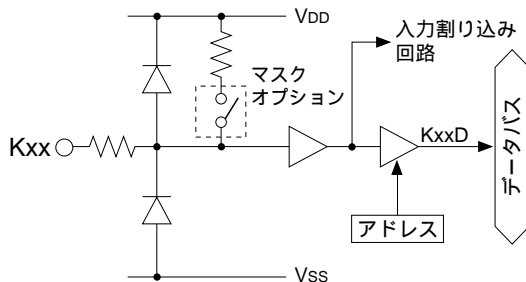 VDD
入力割り込み
回路
マスク
オプション
Kxx
KxxD
データバス
アドレス
VSS